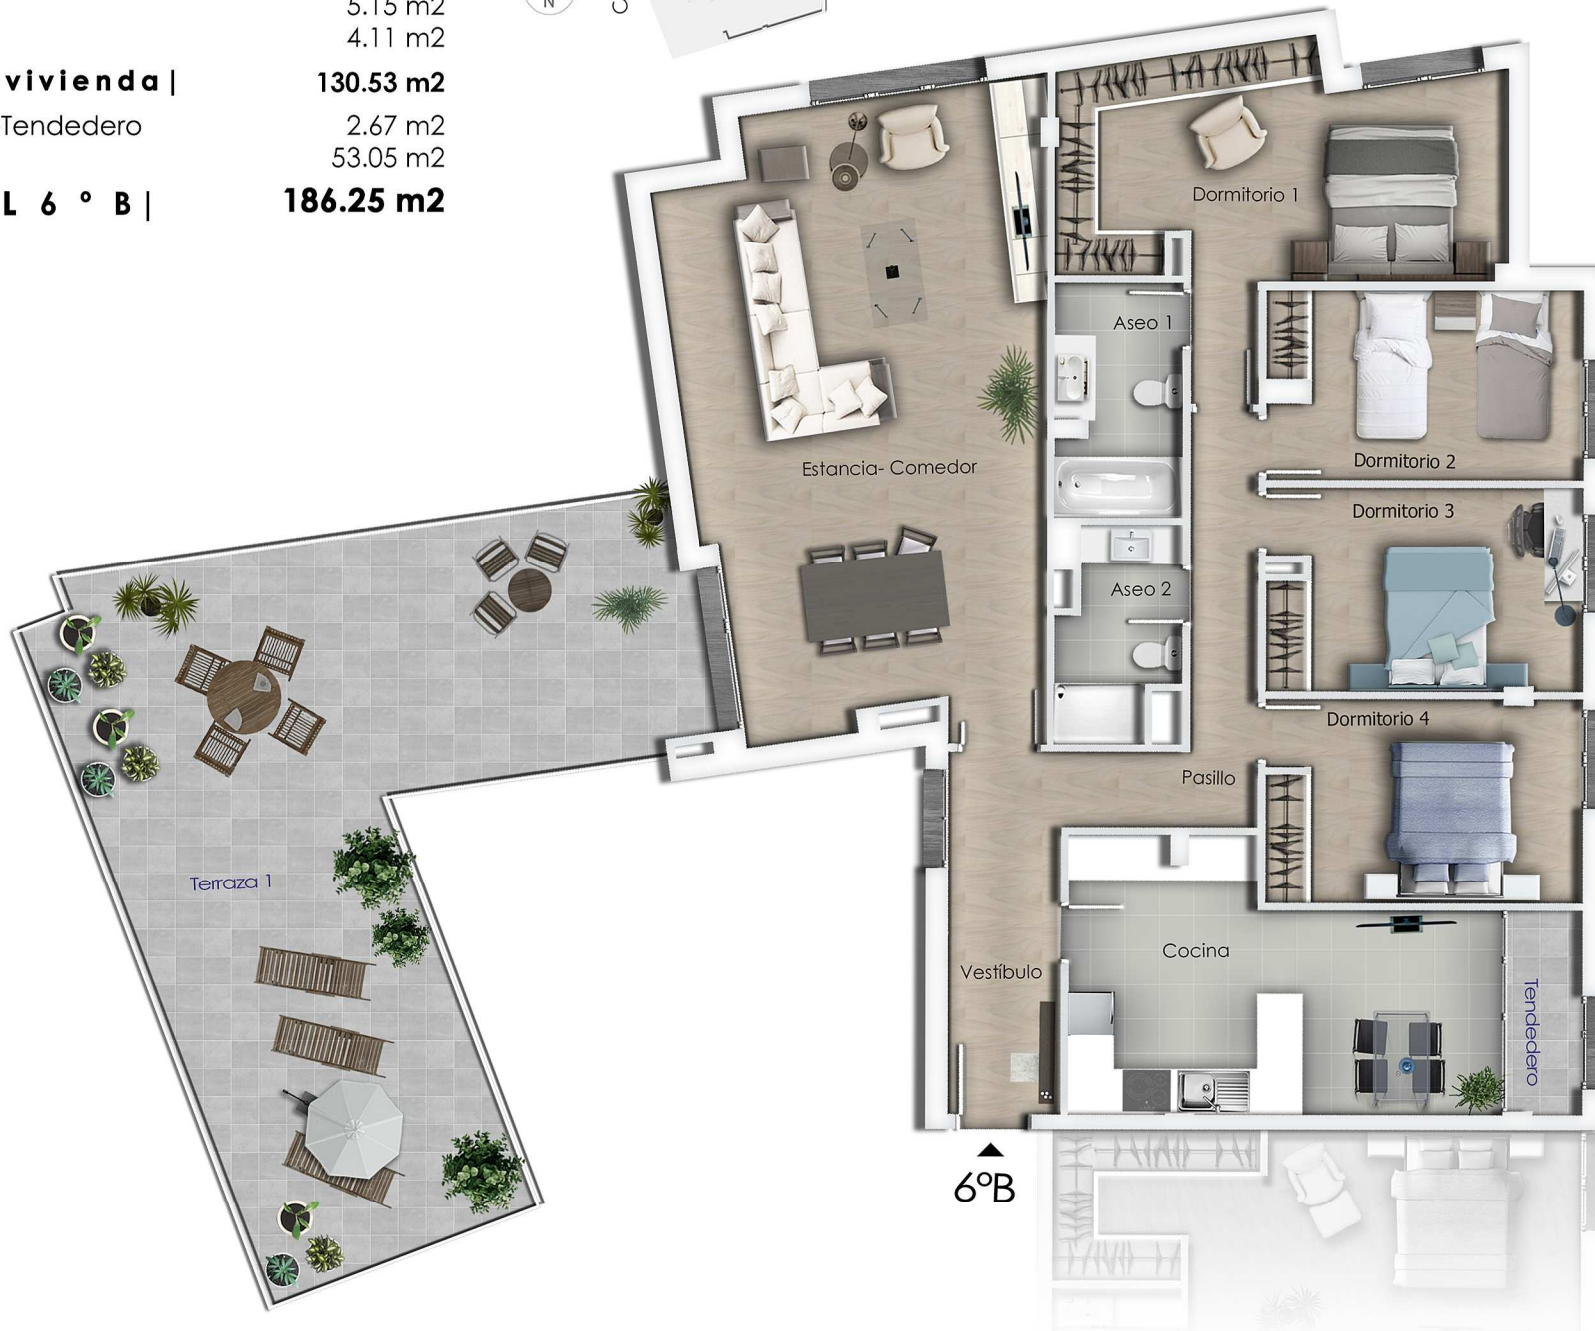 5.15 m2
4.11 m2
vivienda| 130.53 m2
Tendedero 2.67 m2
53.05 m2
L 6 º B| 186.25 m2
N
Dormitorio 1
Aseo 1
Dormitorio 2
Estancia- Comedor
Dormitorio 3
Aseo 2
Dormitorio 4
Pasillo
Terraza 1
Cocina
Vestíbulo
Tendedero
6ºB